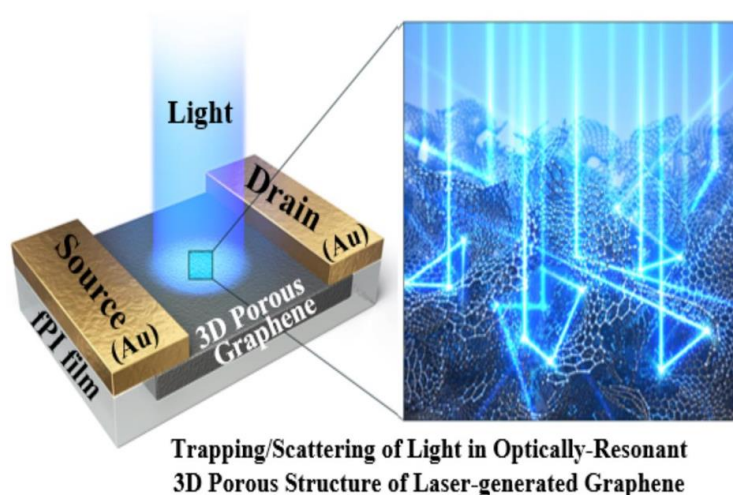 Light
Source
(Au)
Drain
(Au)
3D Porous
Graphene
fPI film
Trapping/Scattering of Light in Optically-Resonant
3D Porous Structure of Laser-generated Graphene